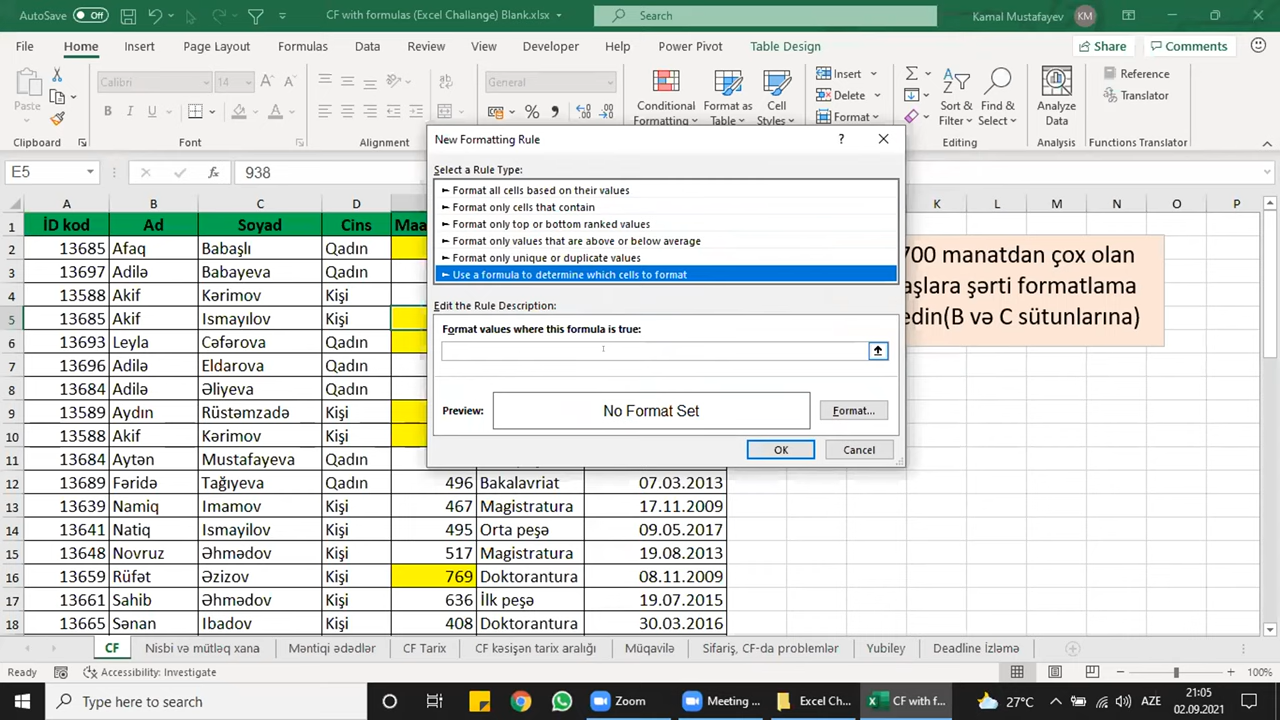 AutoSave Off CF with formulas (Excel Challange) Blank.xlsx Search Kamal Mustafayev KM
File Home Insert Page Layout Formulas Data Review View Developer Help Power Pivot Table Design Share Comments
Paste Calibri 14 General Conditional Formatting Format as Table Cell Styles Insert Delete Format Sort & Filter Find & Select Analyze Data Reference Translator
B I U A A ab
Clipboard Font Alignment Editing Analysis Functions Translator
E5 fx 938
New Formatting Rule ?
Select a Rule Type:
► Format all cells based on their values
► Format only cells that contain
► Format only top or bottom ranked values
► Format only values that are above or below average
► Format only unique or duplicate values
► Use a formula to determine which cells to format
Edit the Rule Description:
Format values where this formula is true:
Preview: No Format Set Format...
OK Cancel
A B C D K L M N O P
1 İD kod Ad Soyad Cins Maa
2 13685 Afaq Babaşlı Qadın
3 13697 Adilə Babayeva Qadın
4 13588 Akif Kərimov Kişi
5 13685 Akif Ismayılov Kişi
6 13693 Leyla Cəfərova Qadın
7 13696 Adilə Eldarova Qadın
8 13684 Adilə Əliyeva Qadın
9 13589 Aydın Rüstəmzadə Kişi
10 13588 Akif Kərimov Kişi
11 13684 Aytən Mustafayeva Qadın
12 13689 Fəridə Tağıyeva Qadın 496 Bakalavriat 07.03.2013
13 13639 Namiq Imamov Kişi 467 Magistratura 17.11.2009
14 13641 Natiq Ismayilov Kişi 495 Orta peşə 09.05.2017
15 13648 Novruz Əhmədov Kişi 517 Magistratura 19.08.2013
16 13659 Rüfət Əzizov Kişi 769 Doktorantura 08.11.2009
17 13661 Sahib Əhmədov Kişi 636 İlk peşə 19.07.2015
18 13665 Sənan Ibadov Kişi 408 Doktorantura 30.03.2016
700 manatdan çox olan
aşlara şərti formatlama
edin(B və C sütunlarına)
CF Nisbi və mütləq xana Məntiqi ədədlər CF Tarix CF kəsişən tarix aralığı Müqavilə Sifariş, CF-da problemlər Yubiley Deadline İzləmə
Ready Accessibility: Investigate 100%
Type here to search Zoom Meeting ... Excel Ch... CF with f... 27°C AZE 21:05
02.09.2021